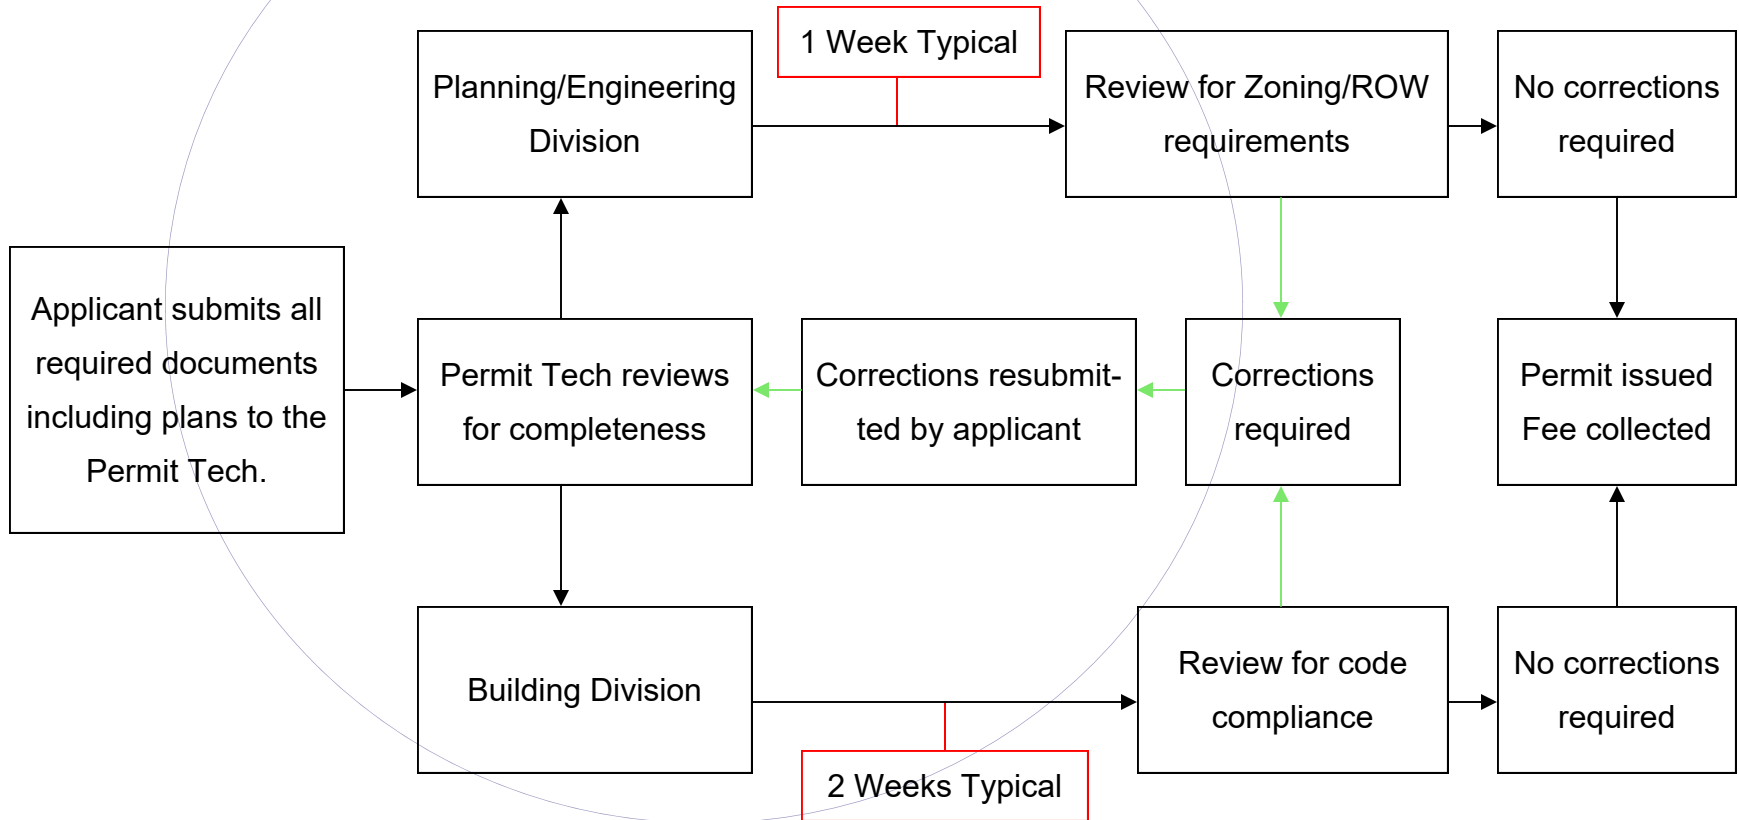 1 Week Typical
Planning/Engineering
Division
Review for Zoning/ROW
requirements
No corrections
required
Applicant submits all
required documents
including plans to the
Permit Tech.
Permit Tech reviews
for completeness
Corrections resubmit-
ted by applicant
Corrections
required
Permit issued
Fee collected
Building Division
Review for code
compliance
No corrections
required
2 Weeks Typical